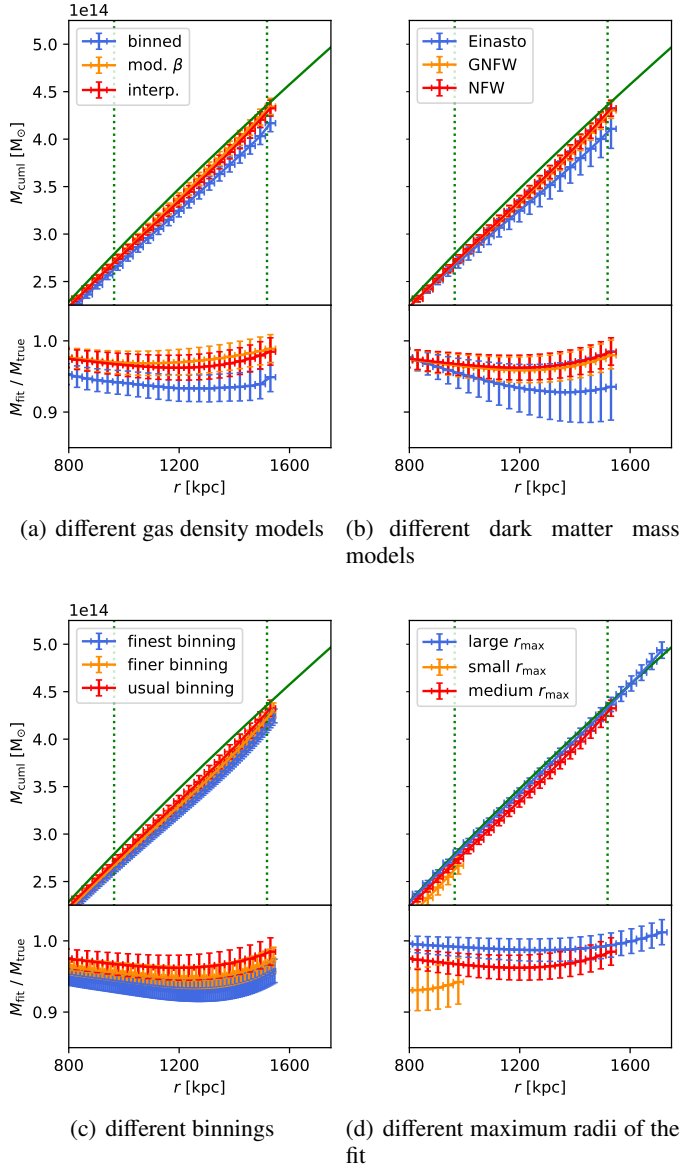 1e14
5.0
4.5
4.0
3.5
3.0
2.5
M_cuml [M_⊙]
binned
mod. β
interp.
Einasto
GNFW
NFW
1.0
0.9
M_fit / M_true
800 1200 1600
r [kpc]
800 1200 1600
r [kpc]
(a) different gas density models
(b) different dark matter mass
models
1e14
5.0
4.5
4.0
3.5
3.0
2.5
M_cuml [M_⊙]
finest binning
finer binning
usual binning
large r_max
small r_max
medium r_max
1.0
0.9
M_fit / M_true
800 1200 1600
r [kpc]
800 1200 1600
r [kpc]
(c) different binnings
(d) different maximum radii of the
fit